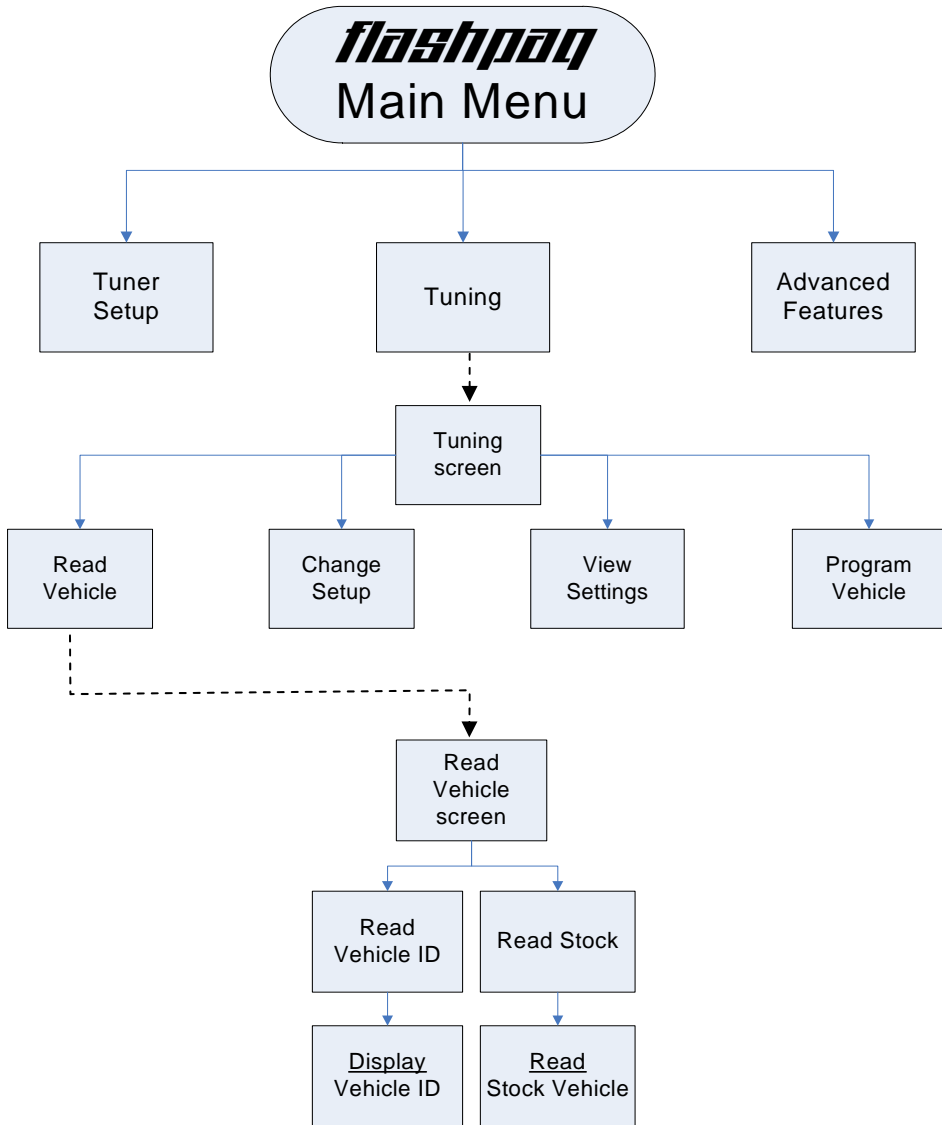 flashpaq
Main Menu
Tuner
Setup
Tuning
Advanced
Features
Tuning
screen
Read
Vehicle
Change
Setup
View
Settings
Program
Vehicle
Read
Vehicle
screen
Read
Vehicle ID
Read Stock
Display
Vehicle ID
Read
Stock Vehicle